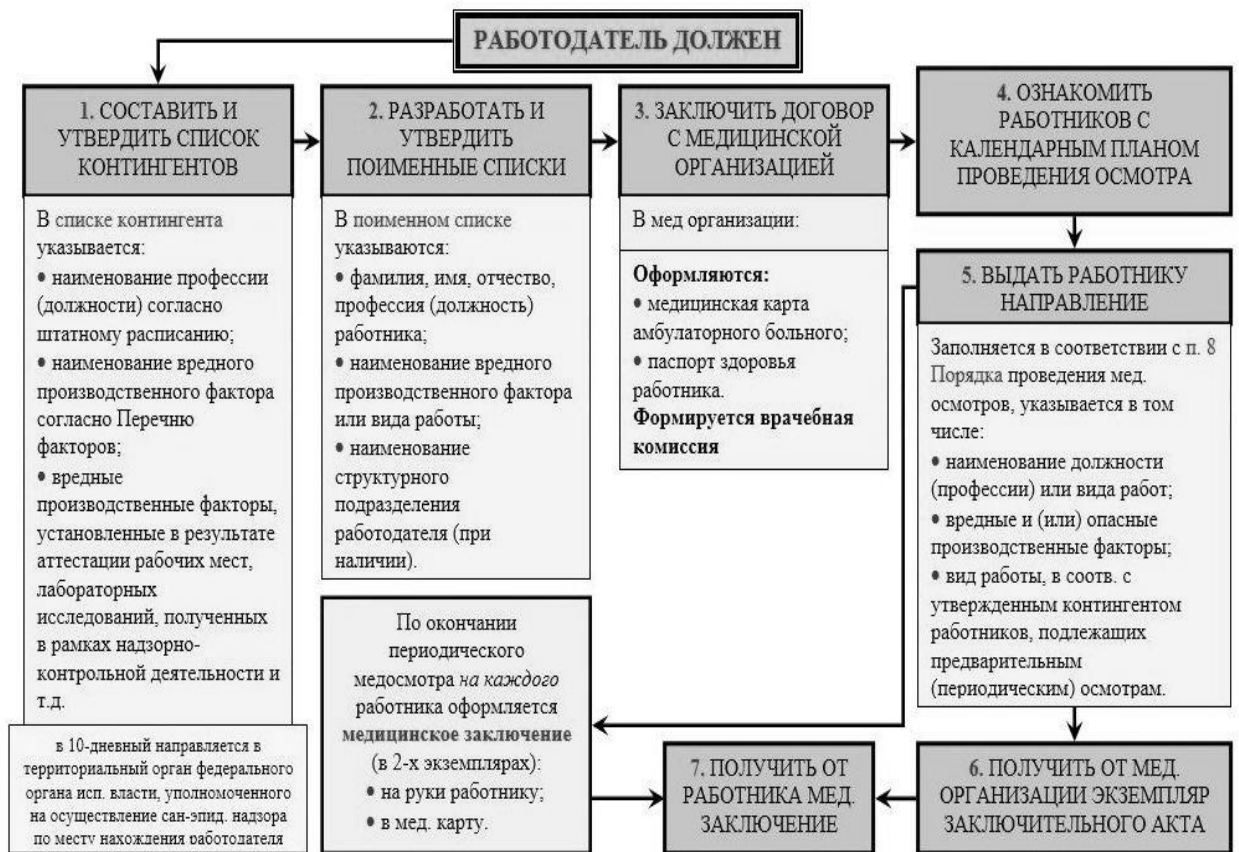 РАБОТОДАТЕЛЬ ДОЛЖЕН
1. СОСТАВИТЬ И
УТВЕРДИТЬ СПИСОК
КОНТИНГЕНТОВ
В списке контингента
указывается:
• наименование профессии
(должности) согласно
штатному расписанию;
• наименование вредного
производственного фактора
согласно Перечню
факторов;
• вредные
производственные факторы,
установленные в результате
аттестации рабочих мест,
лабораторных
исследований, полученных
в рамках надзорно-
контрольной деятельности и
т.д.
в 10-дневный направляется в
территориальный орган федерального
органа исп. власти, уполномоченного
на осуществление сан-эпид. надзора
по месту нахождения работодателя
2. РАЗРАБОТАТЬ И
УТВЕРДИТЬ
ПОИМЕННЫЕ СПИСКИ
В поименном списке
указываются:
• фамилия, имя, отчество,
профессия (должность)
работника;
• наименование вредного
производственного фактора
или вида работы;
• наименование
структурного
подразделения
работодателя (при
наличии).
3. ЗАКЛЮЧИТЬ ДОГОВОР
С МЕДИЦИНСКОЙ
ОРГАНИЗАЦИЕЙ
В мед организации:
Оформляются:
• медицинская карта
амбулаторного больного;
• паспорт здоровья
работника.
Формируется врачебная
комиссия
4. ОЗНАКОМИТЬ
РАБОТНИКОВ С
КАЛЕНДАРНЫМ ПЛАНОМ
ПРОВЕДЕНИЯ ОСМОТРА
5. ВЫДАТЬ РАБОТНИКУ
НАПРАВЛЕНИЕ
Заполняется в соответствии с п. 8
Порядка проведения мед.
осмотров, указывается в том
числе:
• наименование должности
(профессии) или вида работ;
• вредные и (или) опасные
производственные факторы;
• вид работы, в соотв. с
утвержденным контингентом
работников, подлежащих
предварительным
(периодическим) осмотрам.
По окончании
периодического
медосмотра на каждого
работника оформляется
медицинское заключение
(в 2-х экземплярах):
• на руки работнику;
• в мед. карту.
7. ПОЛУЧИТЬ ОТ
РАБОТНИКА МЕД.
ЗАКЛЮЧЕНИЕ
6. ПОЛУЧИТЬ ОТ МЕД.
ОРГАНИЗАЦИИ ЭКЗЕМПЛЯР
ЗАКЛЮЧИТЕЛЬНОГО АКТА